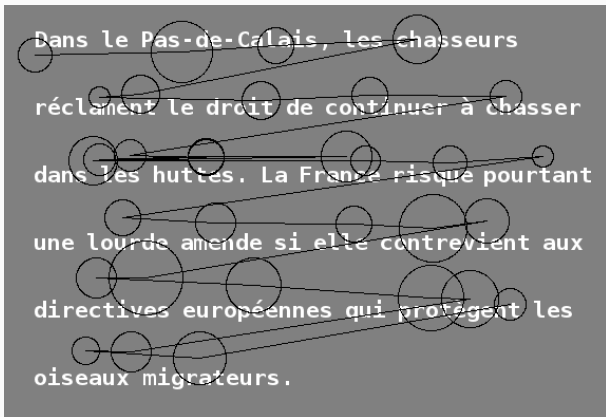 Dans le Pas-de-Calais, les chasseurs
réclament le droit de continuer à chasser
dans les huttes. La France risque pourtant
une lourde amende si elle contrevient aux
directives européennes qui protègent les
oiseaux migrateurs.